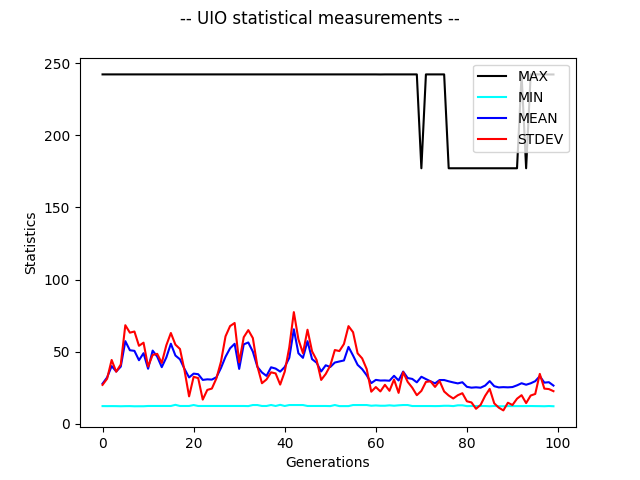 -- UIO statistical measurements --
250
200
150
100
50
0
Statistics
MAX
MIN
MEAN
STDEV
0 20 40 60 80 100
Generations